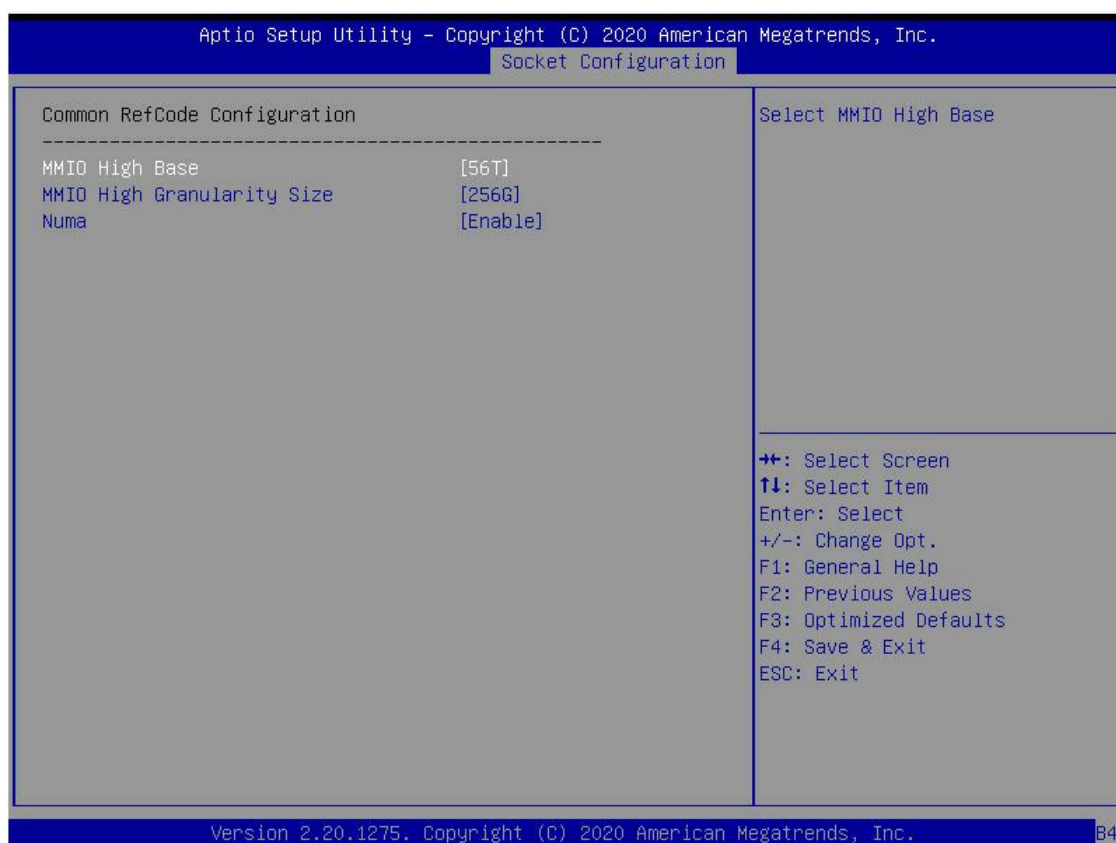 Aptio Setup Utility – Copyright (C) 2020 American Megatrends, Inc.
Socket Configuration
Common RefCode Configuration
--------------------------------------------------
MMIO High Base [56T]
MMIO High Granularity Size [256G]
Numa [Enable]
Select MMIO High Base
→←: Select Screen
↑↓: Select Item
Enter: Select
+/-: Change Opt.
F1: General Help
F2: Previous Values
F3: Optimized Defaults
F4: Save & Exit
ESC: Exit
Version 2.20.1275. Copyright (C) 2020 American Megatrends, Inc.
B4